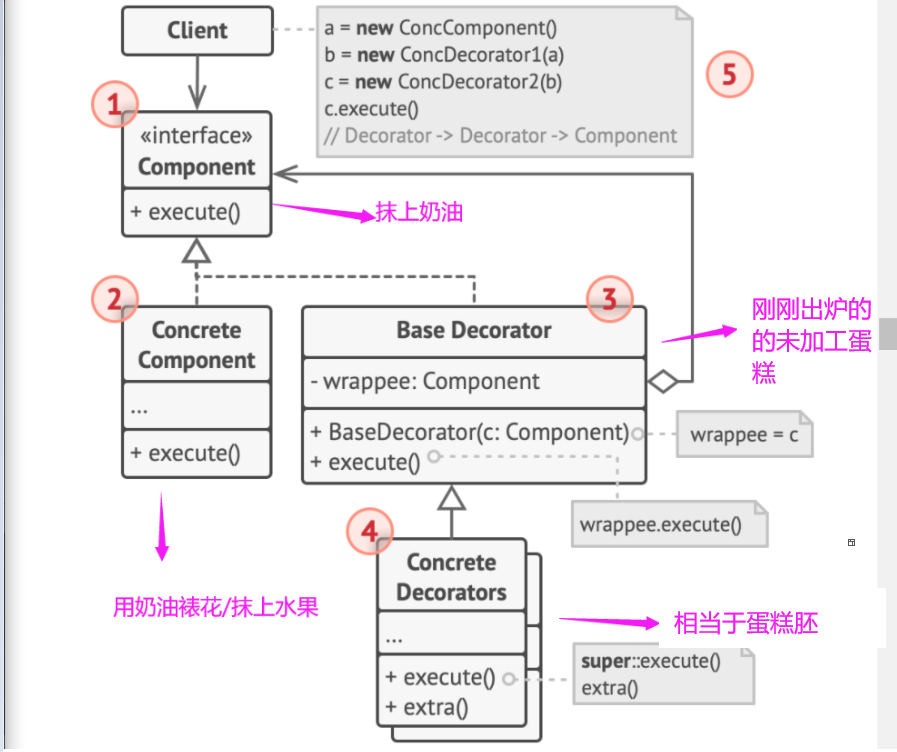 Client
a = new ConcComponent()
b = new ConcDecorator1(a)
c = new ConcDecorator2(b)
c.execute()
// Decorator -> Decorator -> Component
5
1
«interface»
Component
+ execute()
抹上奶油
2
Concrete
Component
...
+ execute()
用奶油裱花/抹上水果
3
Base Decorator
- wrappee: Component
+ BaseDecorator(c: Component)
+ execute()
刚刚出炉的
的未加工蛋
糕
wrappee = c
wrappee.execute()
4
Concrete
Decorators
...
+ execute()
+ extra()
相当于蛋糕胚
super::execute()
extra()